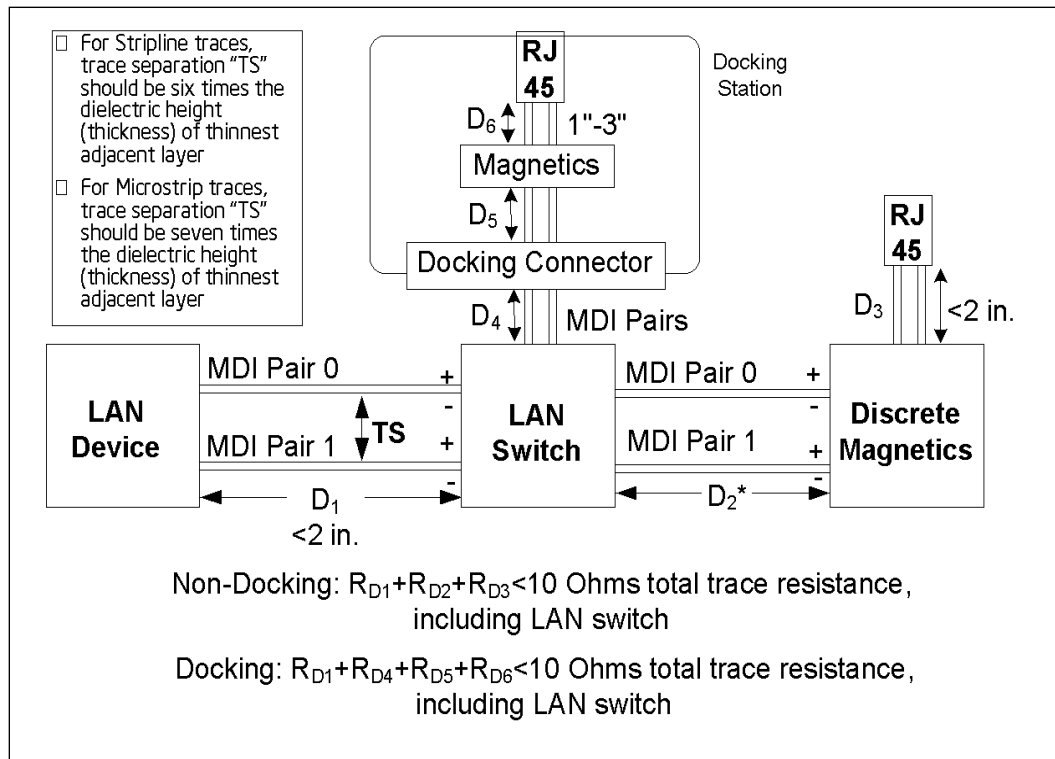 For Stripline traces,
trace separation “TS”
should be six times the
dielectric height
(thickness) of thinnest
adjacent layer
For Microstrip traces,
trace separation “TS”
should be seven times
the dielectric height
(thickness) of thinnest
adjacent layer
RJ
45
Docking
Station
D6
1"-3"
Magnetics
D5
Docking Connector
D4
MDI Pairs
RJ
45
D3
<2 in.
LAN
Device
MDI Pair 0
+
-
TS
MDI Pair 1
+
-
D1
<2 in.
LAN
Switch
MDI Pair 0
+
-
MDI Pair 1
+
-
D2*
Discrete
Magnetics
Non-Docking: RD1+RD2+RD3<10 Ohms total trace resistance,
including LAN switch
Docking: RD1+RD4+RD5+RD6<10 Ohms total trace resistance,
including LAN switch